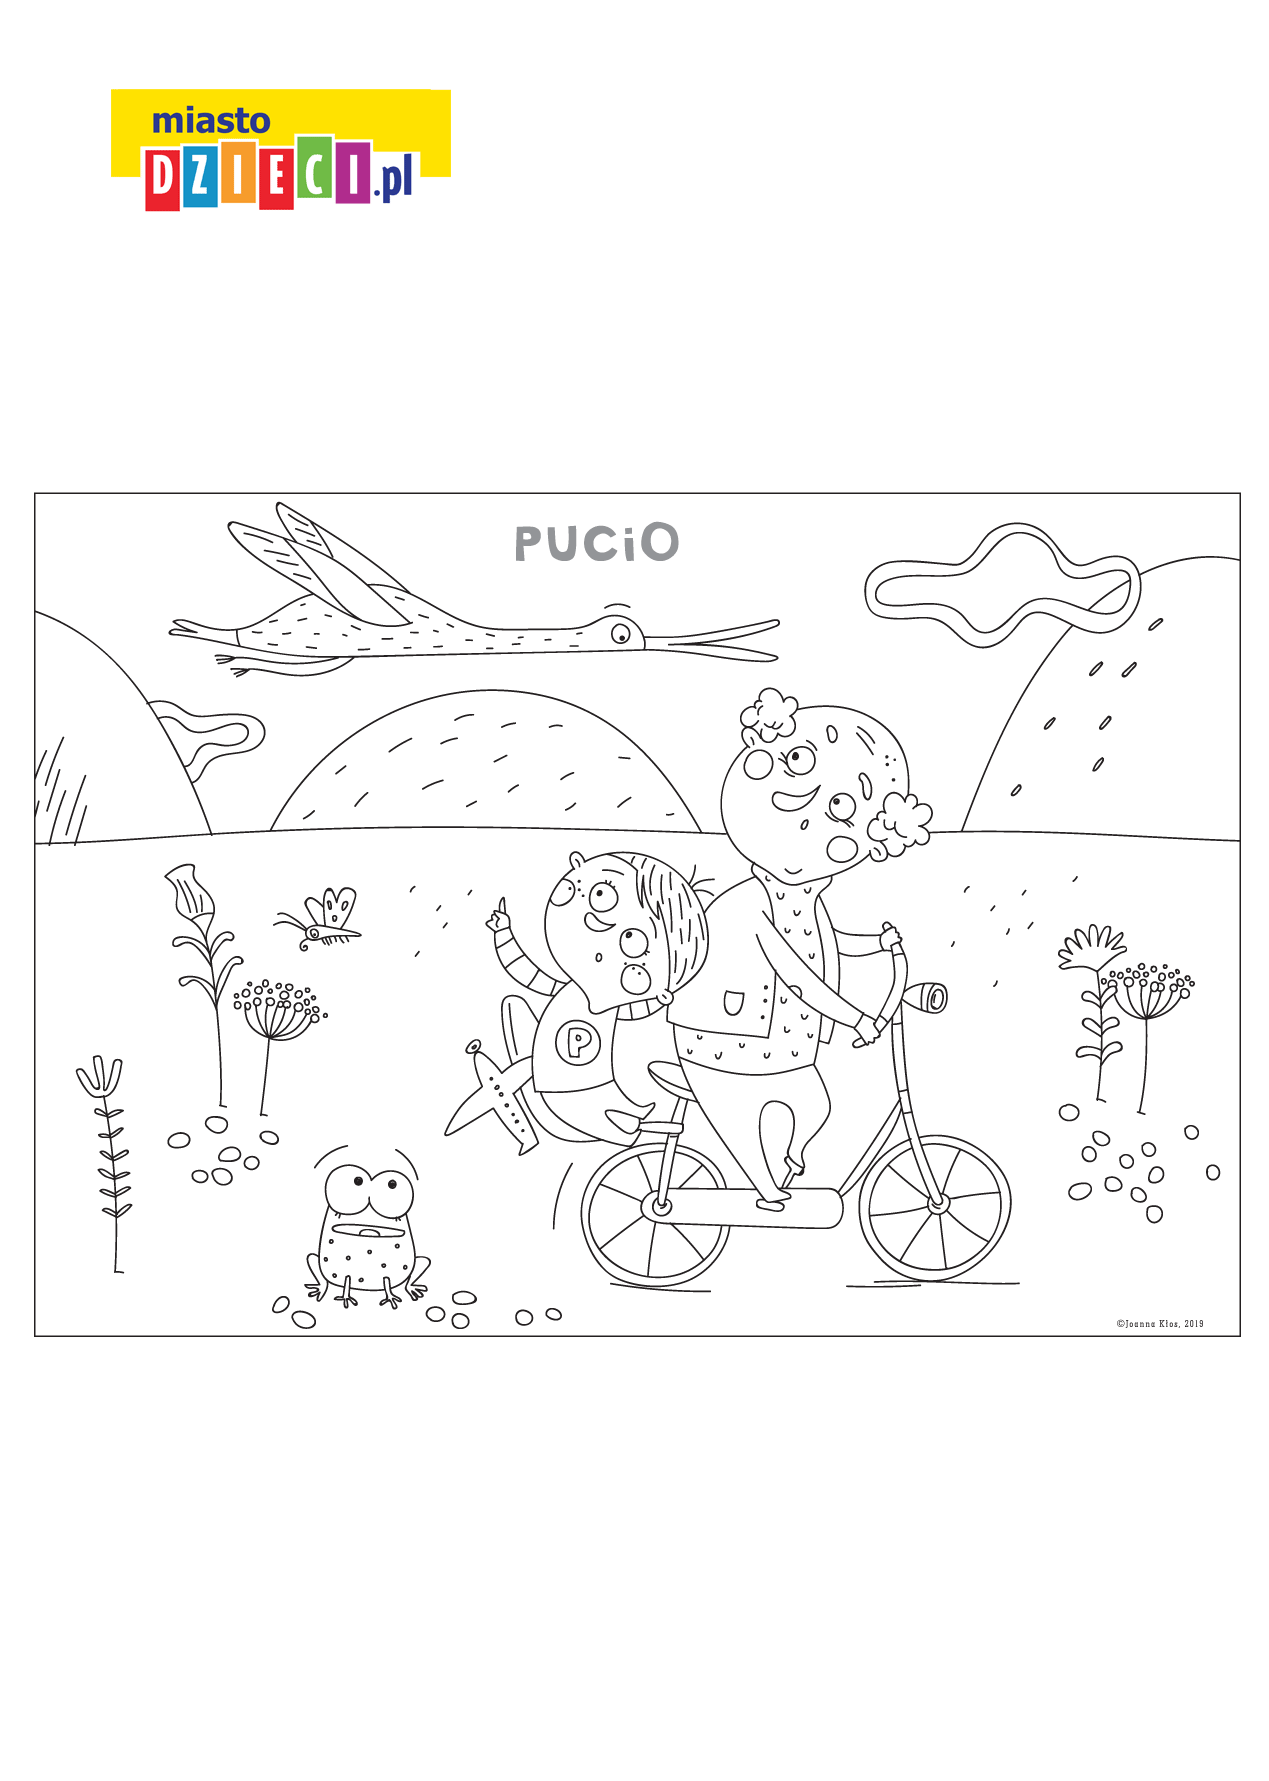 miasto
DZIECI.pl
PUCiO
P
©Joanna Kłos, 2019